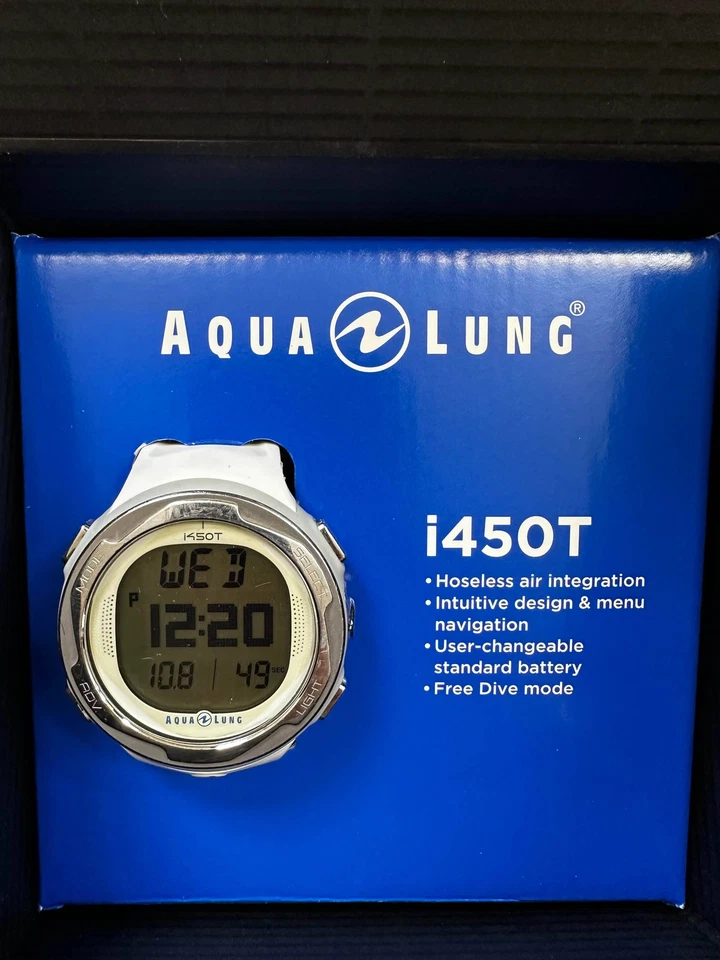 AQUA LUNG®
i450T
• Hoseless air integration
• Intuitive design & menu
navigation
• User-changeable
standard battery
• Free Dive mode
i450T
MODE
SELECT
WED
P
12:20
10.8
49 SEC
ADV
LIGHT
AQUA LUNG